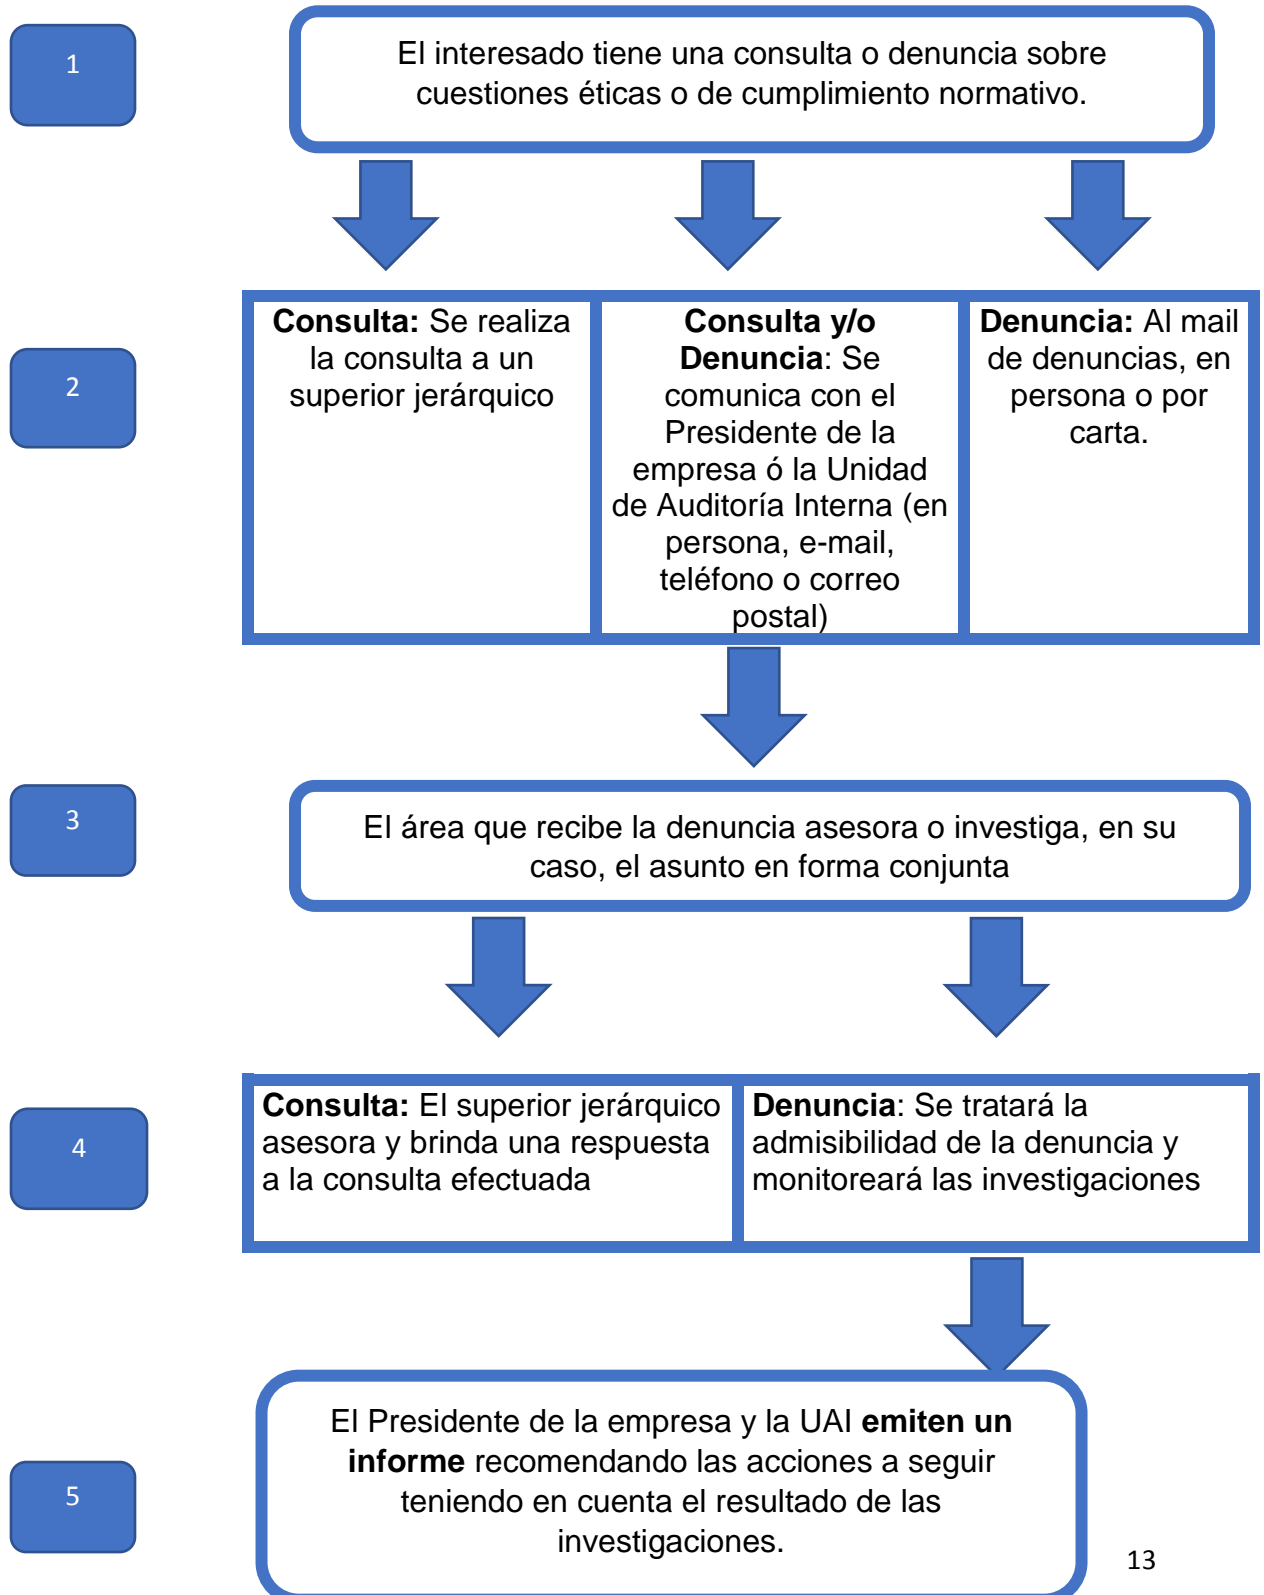 1
El interesado tiene una consulta o denuncia sobre
cuestiones éticas o de cumplimiento normativo.
2
Consulta: Se realiza
la consulta a un
superior jerárquico
Consulta y/o
Denuncia: Se
comunica con el
Presidente de la
empresa ó la Unidad
de Auditoría Interna (en
persona, e-mail,
teléfono o correo
postal)
Denuncia: Al mail
de denuncias, en
persona o por
carta.
3
El área que recibe la denuncia asesora o investiga, en su
caso, el asunto en forma conjunta
4
Consulta: El superior jerárquico
asesora y brinda una respuesta
a la consulta efectuada
Denuncia: Se tratará la
admisibilidad de la denuncia y
monitoreará las investigaciones
5
El Presidente de la empresa y la UAI emiten un
informe recomendando las acciones a seguir
teniendo en cuenta el resultado de las
investigaciones.
13